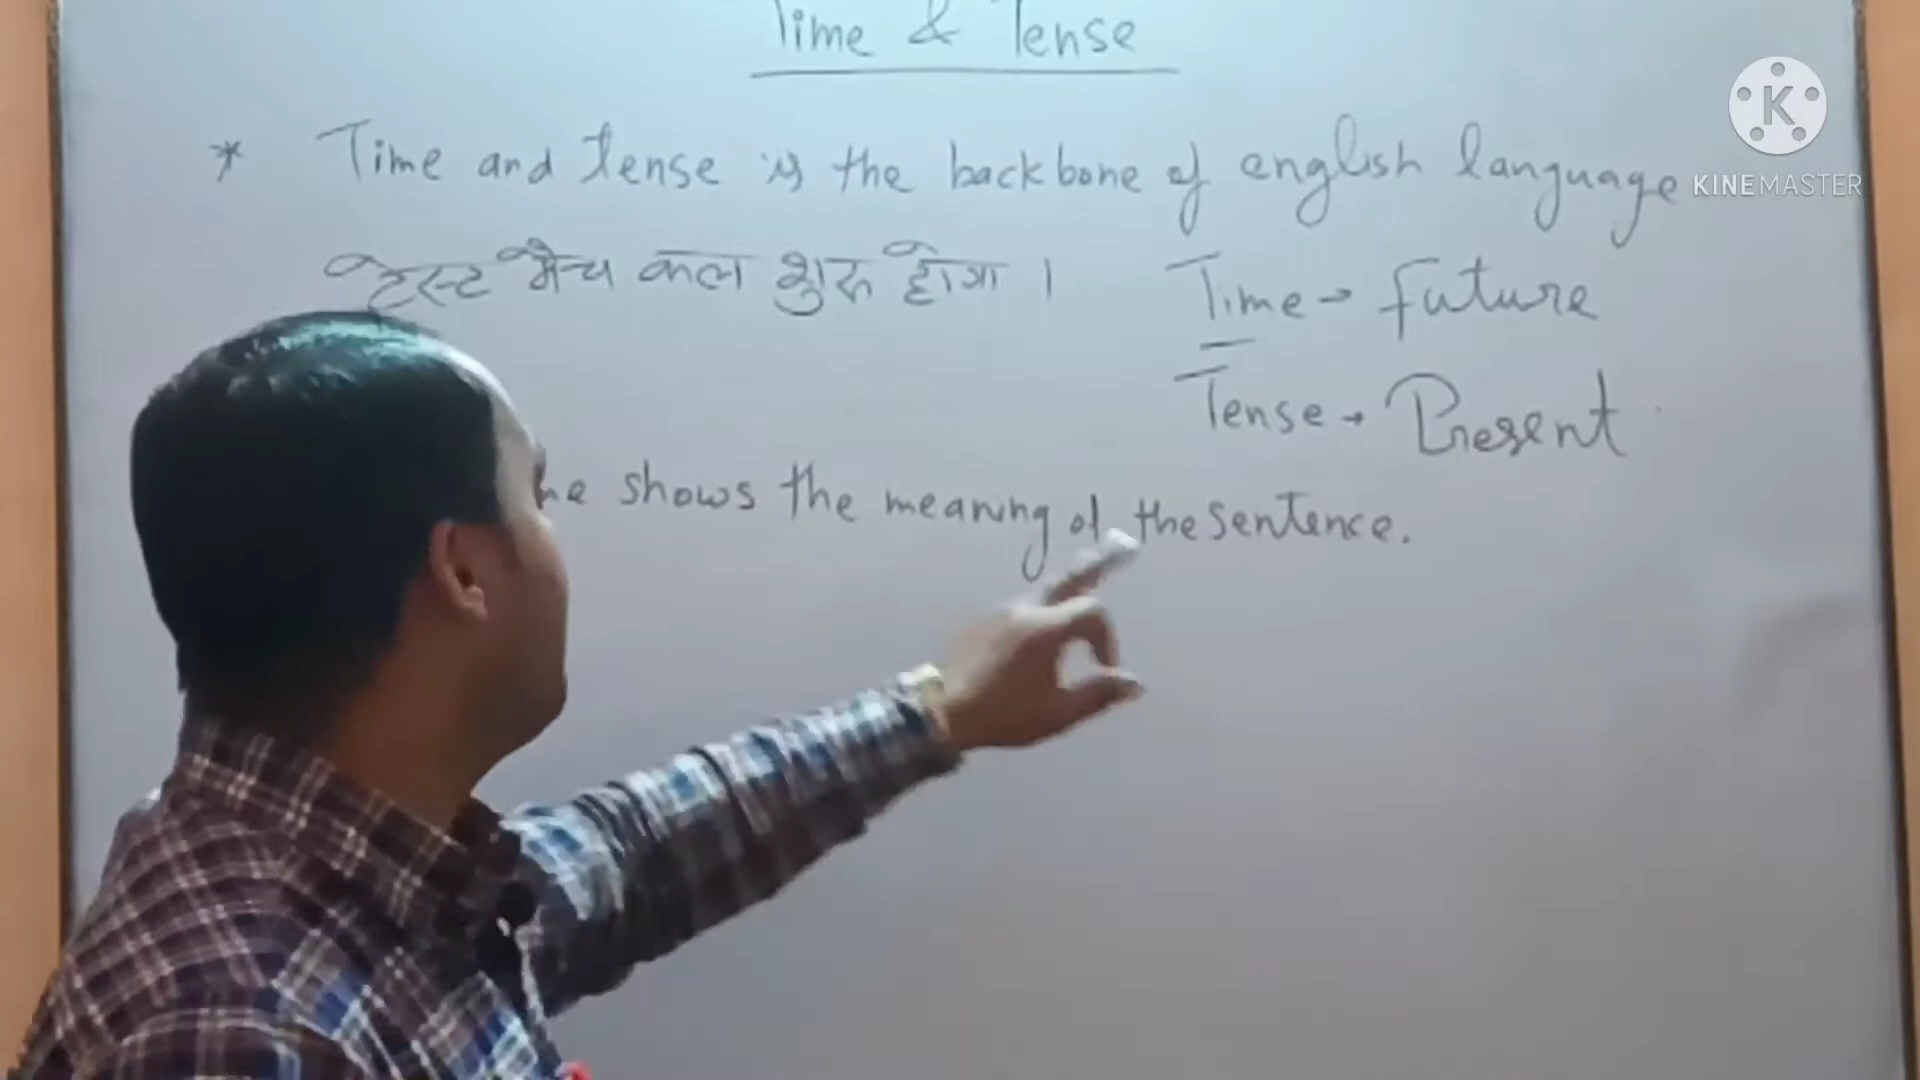 Time & Tense
* Time and tense is the backbone of english language
टेस्ट मैच कल शुरू होगा ।
Time → Future
Tense → Present
shows the meaning of the sentence.
KINEMASTER